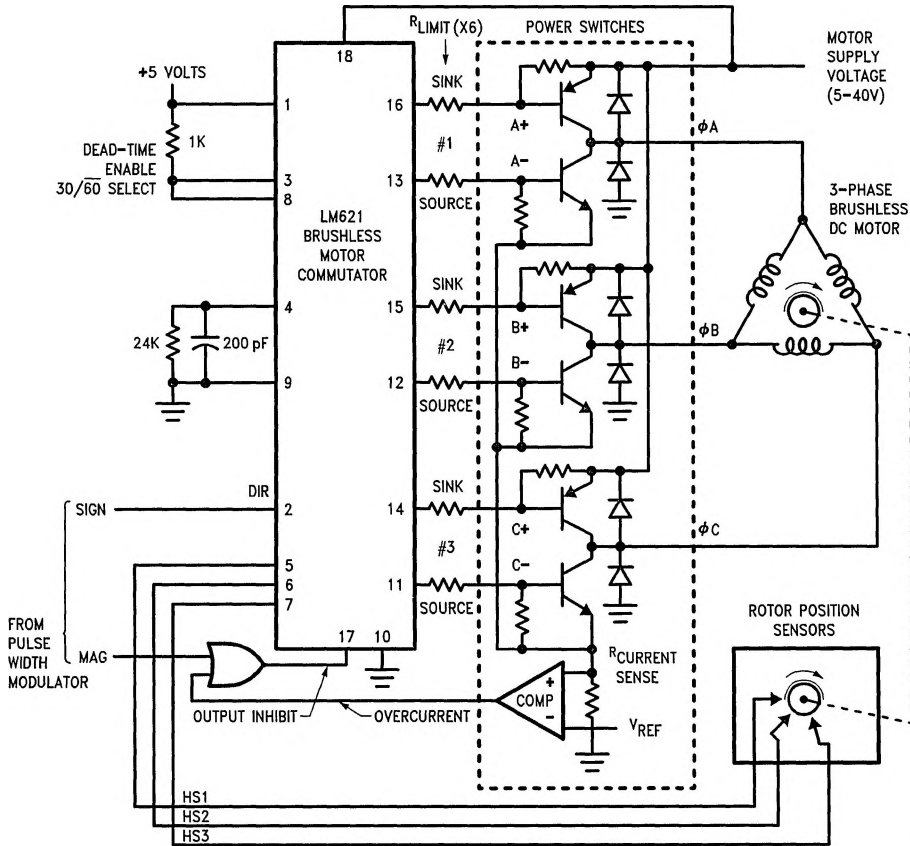 R LIMIT (X6)
POWER SWITCHES
MOTOR
SUPPLY
VOLTAGE
(5-40V)
+5 VOLTS
18
SINK
1
16
A+
ϕA
1K
#1
DEAD-TIME
ENABLE
30/60 SELECT
A-
3
8
13
SOURCE
3-PHASE
BRUSHLESS
DC MOTOR
LM621
BRUSHLESS
MOTOR
COMMUTATOR
SINK
4
15
B+
ϕB
24K
200 pF
#2
B-
9
12
SOURCE
SINK
DIR
SIGN
2
14
C+
ϕC
#3
5
C-
6
11
7
SOURCE
FROM
PULSE
WIDTH
MODULATOR
MAG
17
10
ROTOR POSITION
SENSORS
R CURRENT
SENSE
+
COMP
-
OUTPUT INHIBIT
OVERCURRENT
VREF
HS1
HS2
HS3